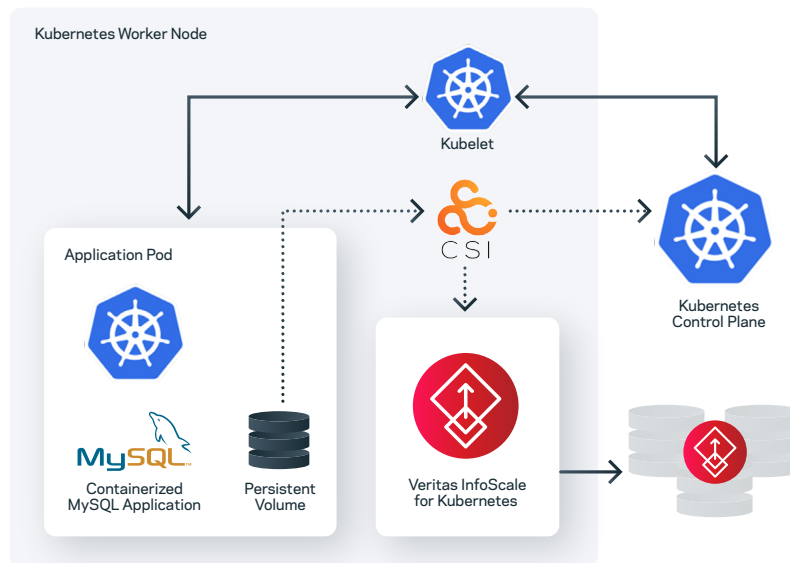 Kubernetes Worker Node
Kubelet
CSI
Application Pod
Kubernetes
Control Plane
MySQL™
Containerized
MySQL Application
Persistent
Volume
Veritas InfoScale
for Kubernetes